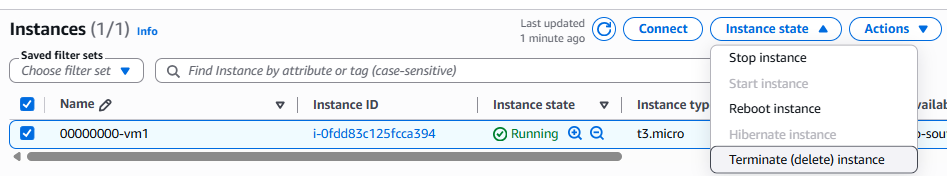 Instances (1/1) Info
Last updated
1 minute ago
Connect
Instance state
Actions
Saved filter sets
Choose filter set
Find Instance by attribute or tag (case-sensitive)
Stop instance
Start instance
Reboot instance
Hibernate instance
Terminate (delete) instance
Name
Instance ID
Instance state
Instance typ
00000000-vm1
i-0fdd83c125fcca394
Running
t3.micro